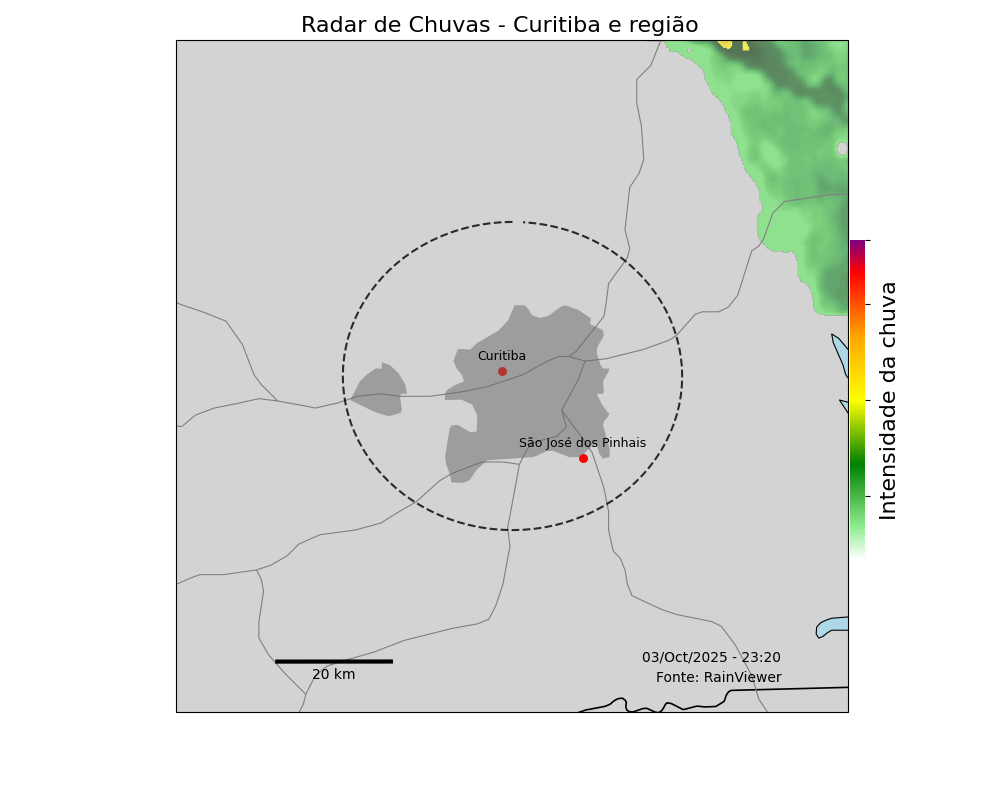 Radar de Chuvas - Curitiba e região
Curitiba
São José dos Pinhais
Intensidade da chuva
03/Oct/2025 - 23:20
Fonte: RainViewer
20 km